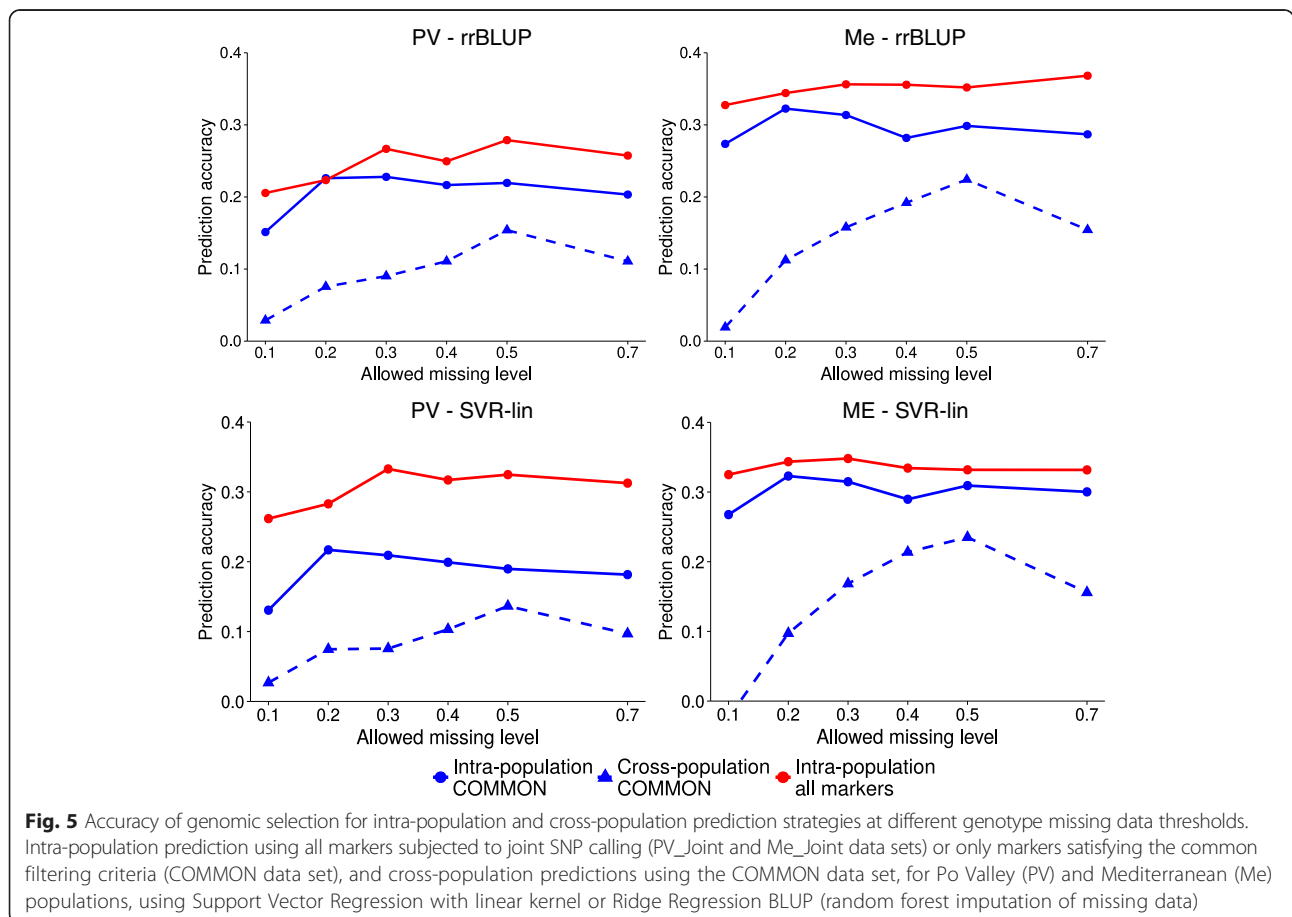 PV - rrBLUP
Me - rrBLUP
0.4
0.3
0.2
0.1
0.0
Prediction accuracy
0.1 0.2 0.3 0.4 0.5 0.7
Allowed missing level
0.4
0.3
0.2
0.1
0.0
Prediction accuracy
0.1 0.2 0.3 0.4 0.5 0.7
Allowed missing level
PV - SVR-lin
ME - SVR-lin
0.4
0.3
0.2
0.1
0.0
Prediction accuracy
0.1 0.2 0.3 0.4 0.5 0.7
Allowed missing level
0.4
0.3
0.2
0.1
0.0
Prediction accuracy
0.1 0.2 0.3 0.4 0.5 0.7
Allowed missing level
Intra-population COMMON
Cross-population COMMON
Intra-population all markers
Fig. 5 Accuracy of genomic selection for intra-population and cross-population prediction strategies at different genotype missing data thresholds.
Intra-population prediction using all markers subjected to joint SNP calling (PV_Joint and Me_Joint data sets) or only markers satisfying the common
filtering criteria (COMMON data set), and cross-population predictions using the COMMON data set, for Po Valley (PV) and Mediterranean (Me)
populations, using Support Vector Regression with linear kernel or Ridge Regression BLUP (random forest imputation of missing data)